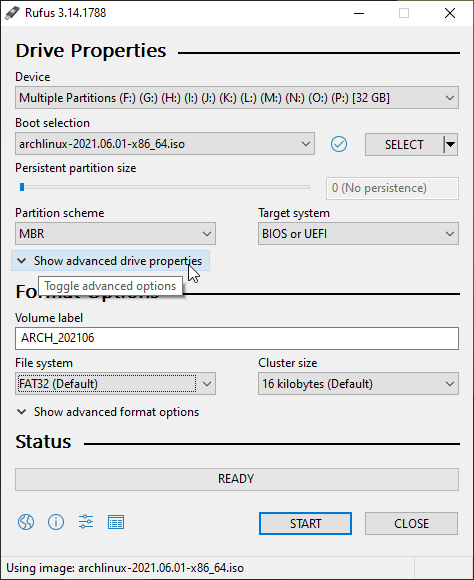 Rufus 3.14.1788
Drive Properties
Device
Multiple Partitions (F:) (G:) (H:) (I:) (J:) (K:) (L:) (M:) (N:) (O:) (P:) [32 GB]
Boot selection
archlinux-2021.06.01-x86_64.iso
SELECT
Persistent partition size
0 (No persistence)
Partition scheme
Target system
MBR
BIOS or UEFI
Show advanced drive properties
Toggle advanced options
Format Options
Volume label
ARCH_202106
File system
Cluster size
FAT32 (Default)
16 kilobytes (Default)
Show advanced format options
Status
READY
START
CLOSE
Using image: archlinux-2021.06.01-x86_64.iso